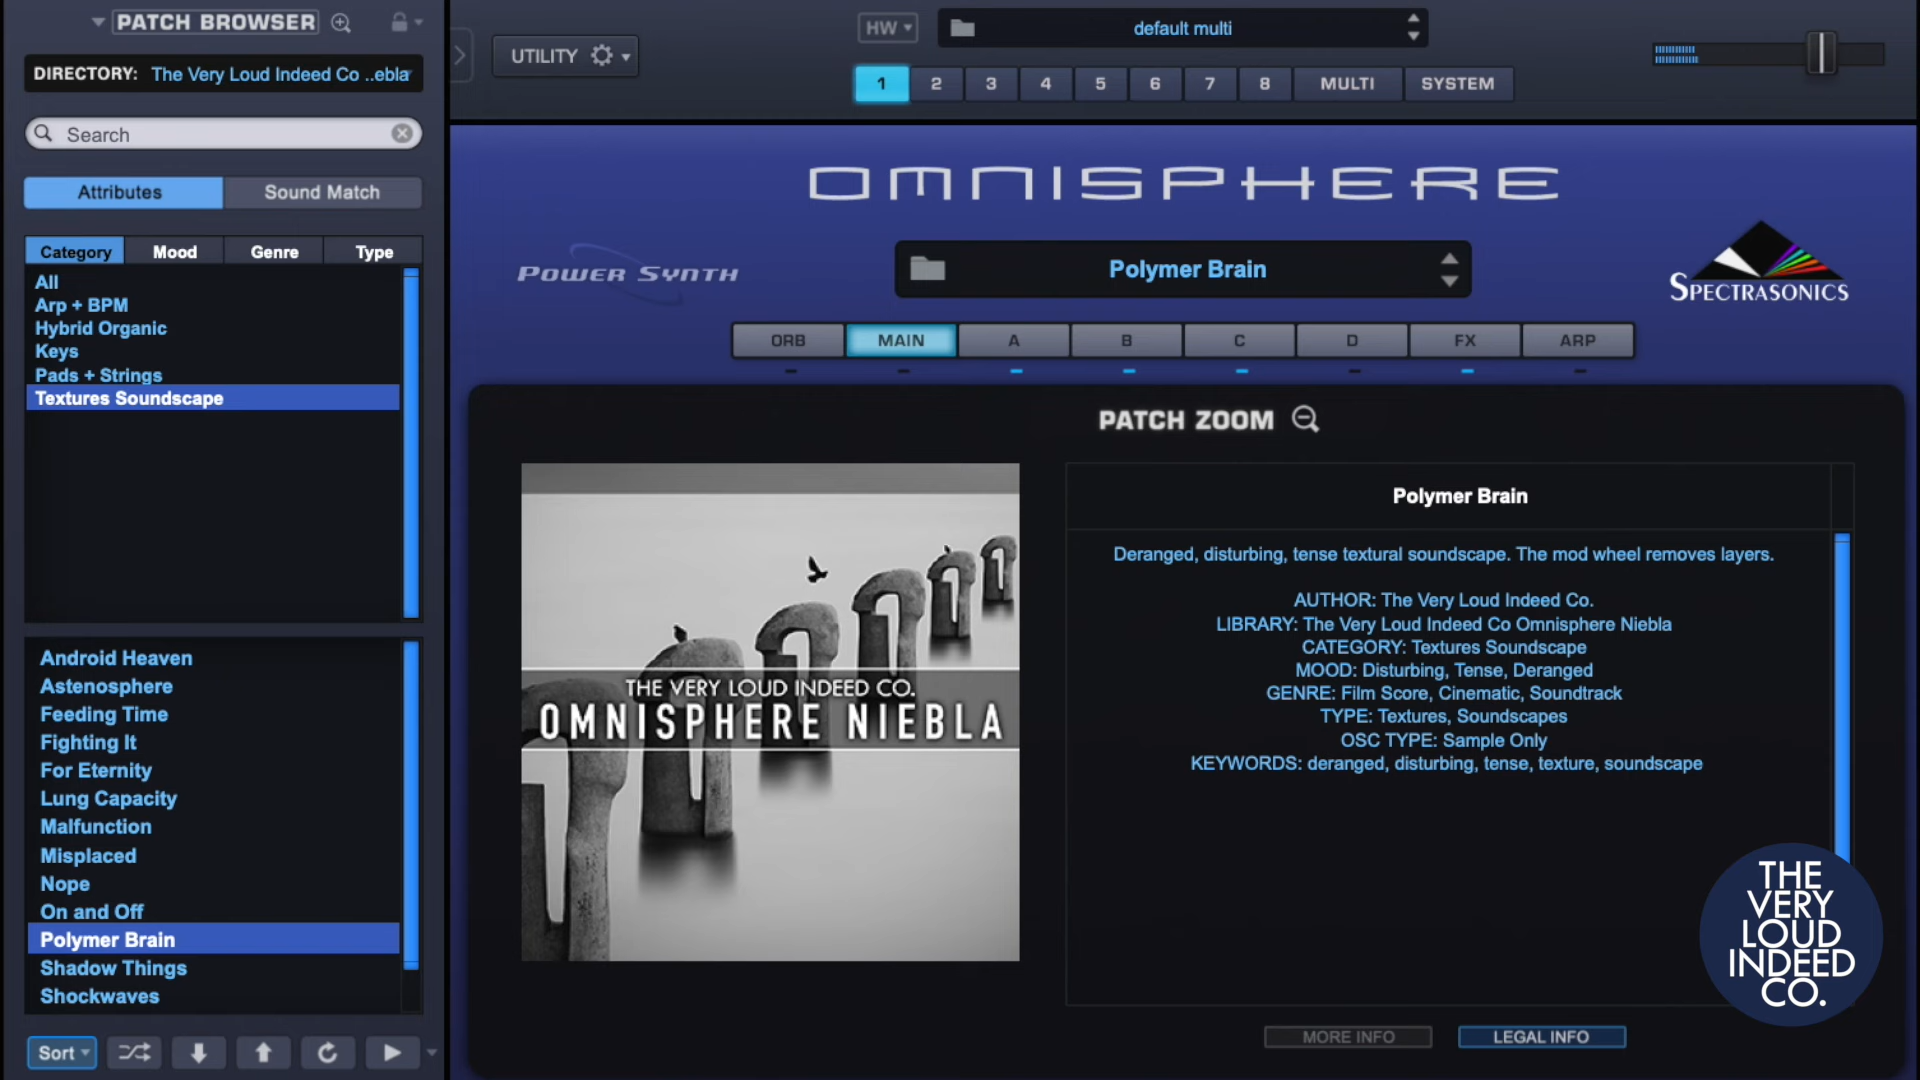 PATCH BROWSER
DIRECTORY: The Very Loud Indeed Co ..ebla
Search
Attributes
Sound Match
Category
Mood
Genre
Type
All
Arp + BPM
Hybrid Organic
Keys
Pads + Strings
Textures Soundscape
Android Heaven
Astenosphere
Feeding Time
Fighting It
For Eternity
Lung Capacity
Malfunction
Misplaced
Nope
On and Off
Polymer Brain
Shadow Things
Shockwaves
Sort
UTILITY
HW
default multi
1 2 3 4 5 6 7 8 MULTI SYSTEM
OMNISPHERE
POWER SYNTH
Polymer Brain
SPECTRASONICS
ORB MAIN A B C D FX ARP
PATCH ZOOM
THE VERY LOUD INDEED CO.
OMNISPHERE NIEBLA
Polymer Brain
Deranged, disturbing, tense textural soundscape. The mod wheel removes layers.
AUTHOR: The Very Loud Indeed Co.
LIBRARY: The Very Loud Indeed Co Omnisphere Niebla
CATEGORY: Textures Soundscape
MOOD: Disturbing, Tense, Deranged
GENRE: Film Score, Cinematic, Soundtrack
TYPE: Textures, Soundscapes
OSC TYPE: Sample Only
KEYWORDS: deranged, disturbing, tense, texture, soundscape
THE
VERY
LOUD
INDEED
CO.
MORE INFO
LEGAL INFO